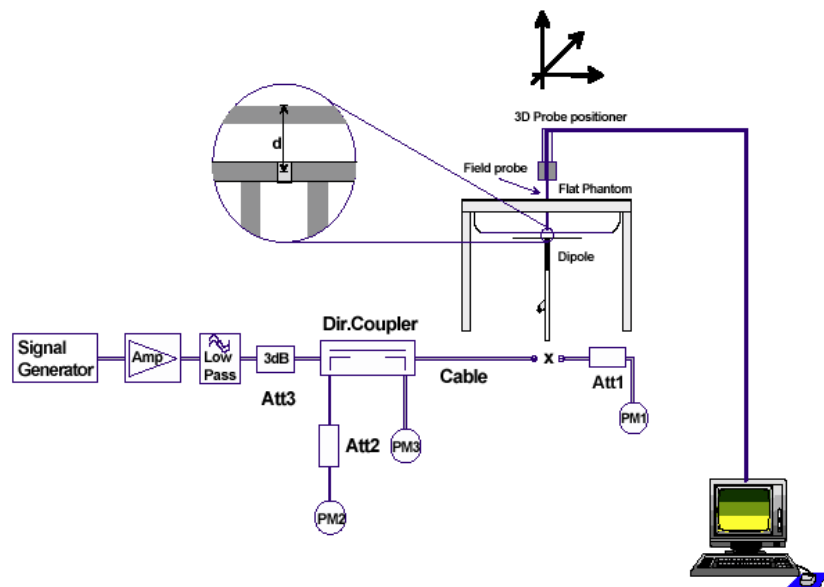 3D Probe positioner
d
Field probe
Flat Phantom
Dipole
Dir.Coupler
Signal
Generator
Amp
Low
Pass
3dB
Att3
Cable
x
Att1
PM1
Att2
PM3
PM2